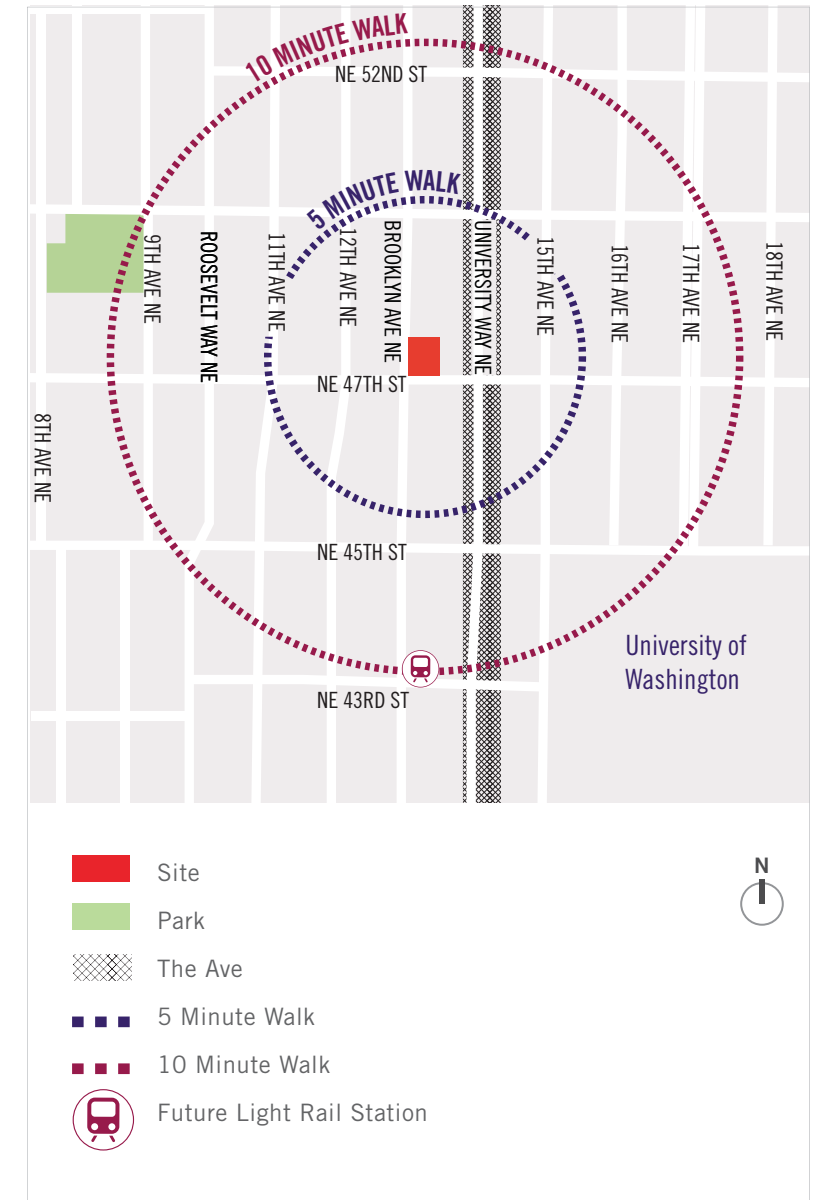 10 MINUTE WALK
NE 52ND ST
5 MINUTE WALK
9TH AVE NE
ROOSEVELT WAY NE
11TH AVE NE
12TH AVE NE
BROOKLYN AVE NE
UNIVERSITY WAY NE
15TH AVE NE
16TH AVE NE
17TH AVE NE
18TH AVE NE
NE 47TH ST
8TH AVE NE
NE 45TH ST
University of
Washington
NE 43RD ST
Site
N
Park
The Ave
5 Minute Walk
10 Minute Walk
Future Light Rail Station